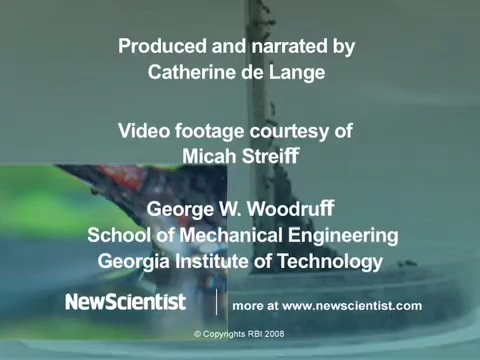 Produced and narrated by
Catherine de Lange
Video footage courtesy of
Micah Streiff
George W. Woodruff
School of Mechanical Engineering
Georgia Institute of Technology
NewScientist | more at www.newscientist.com
© Copyrights RBI 2008